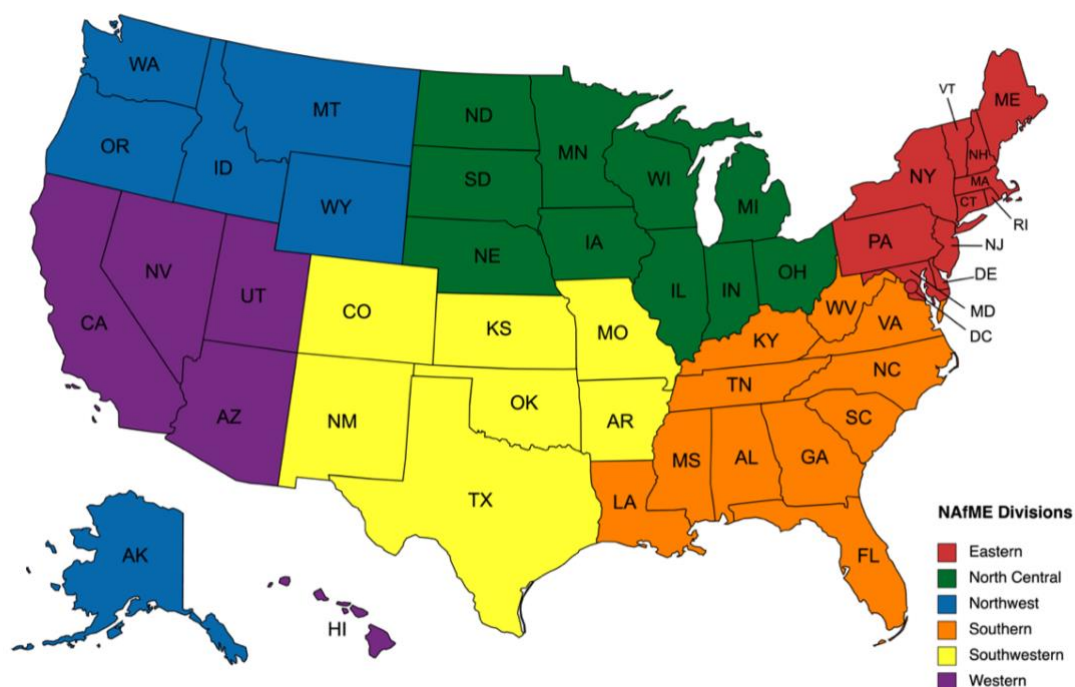 WA
MT
ND
MN
VT
ME
OR
ID
SD
WI
MI
NH
NY
MA
CT
RI
WY
NE
IA
PA
NJ
NV
UT
CO
KS
MO
IL
IN
OH
DE
MD
DC
CA
WV
VA
KY
NC
TN
AZ
NM
OK
AR
SC
MS
AL
GA
TX
LA
FL
AK
HI
NAfME Divisions
Eastern
North Central
Northwest
Southern
Southwestern
Western